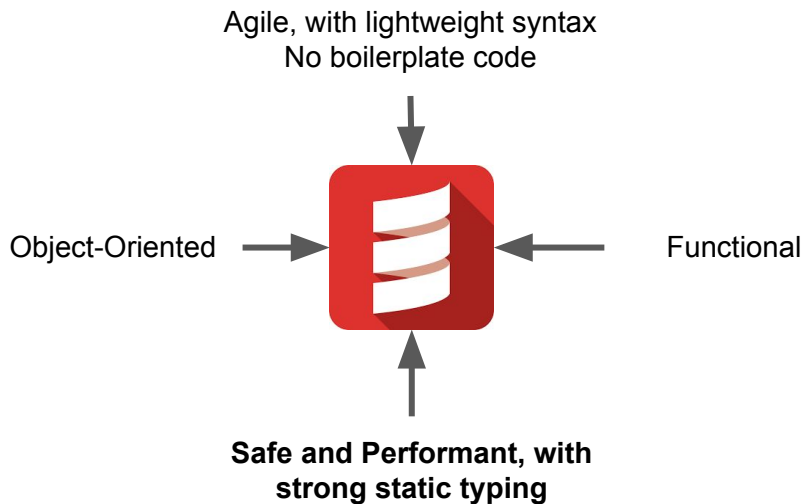 Agile, with lightweight syntax
No boilerplate code
Object-Oriented
Functional
Safe and Performant, with
strong static typing